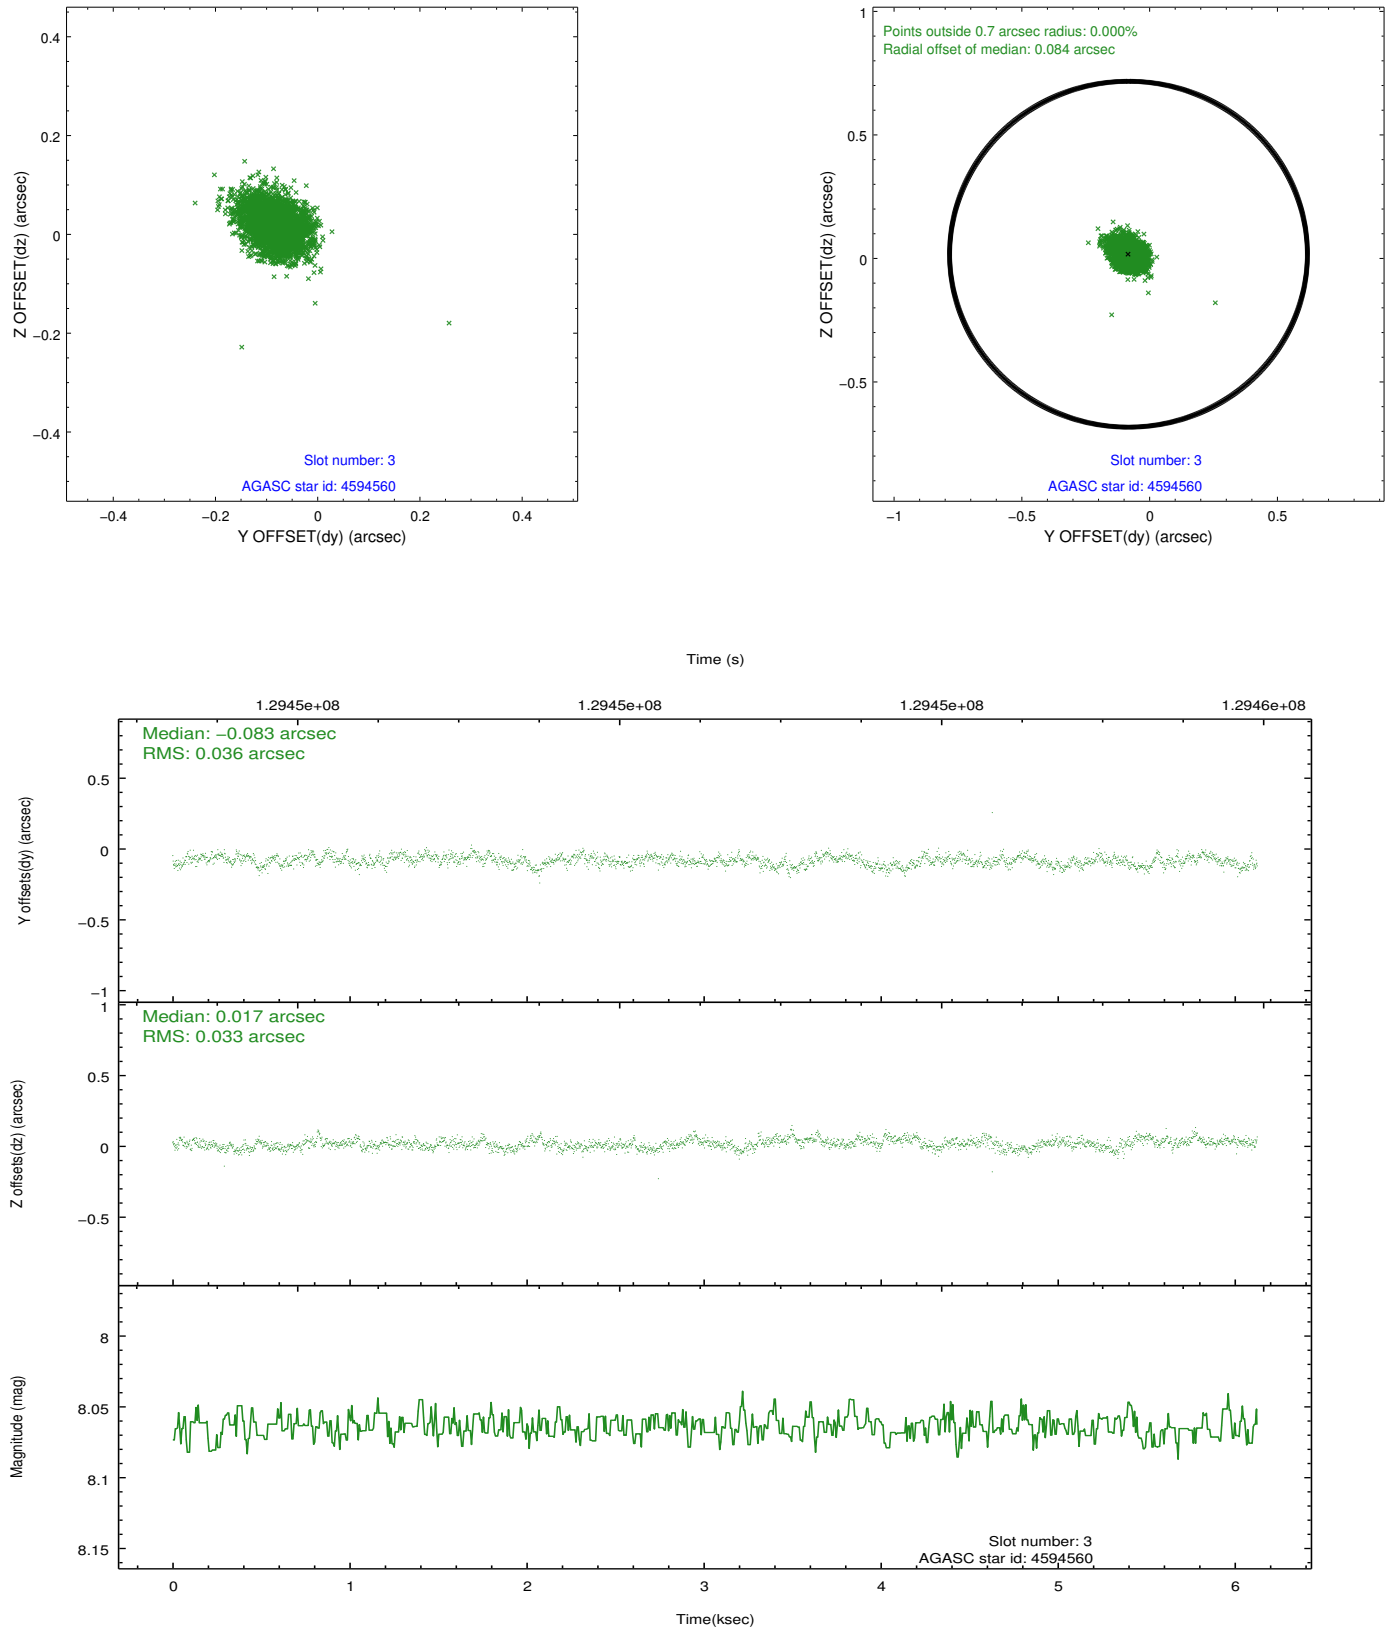 0.4
0.2
0
−0.2
−0.4
Z OFFSET(dz) (arcsec)
Slot number: 3
AGASC star id: 4594560
−0.4 −0.2 0 0.2 0.4
Y OFFSET(dy) (arcsec)
1
0.5
0
−0.5
Z OFFSET(dz) (arcsec)
Points outside 0.7 arcsec radius: 0.000%
Radial offset of median: 0.084 arcsec
Slot number: 3
AGASC star id: 4594560
−1 −0.5 0 0.5
Y OFFSET(dy) (arcsec)
Time (s)
1.2945e+08 1.2945e+08 1.2945e+08 1.2946e+08
Median: −0.083 arcsec
RMS: 0.036 arcsec
0.5
0
−0.5
−1
Y offsets(dy) (arcsec)
Median: 0.017 arcsec
RMS: 0.033 arcsec
1
0.5
0
−0.5
Z offsets(dz) (arcsec)
8
8.05
8.1
8.15
Magnitude (mag)
Slot number: 3
AGASC star id: 4594560
0 1 2 3 4 5 6
Time(ksec)